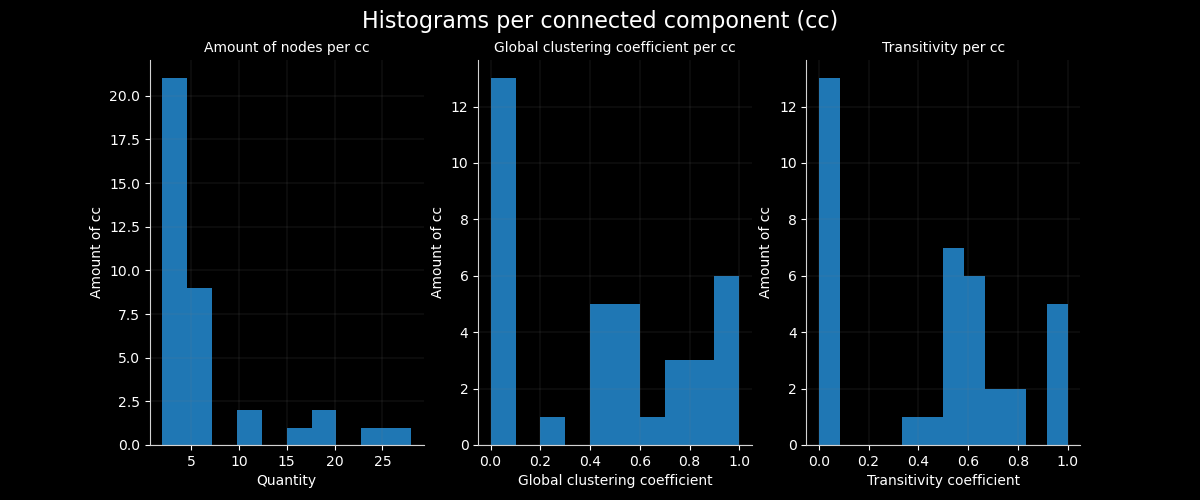 Histograms per connected component (cc)
Amount of nodes per cc
Amount of cc
20.0
17.5
15.0
12.5
10.0
7.5
5.0
2.5
0.0
5 10 15 20 25
Quantity
Global clustering coefficient per cc
Amount of cc
12
10
8
6
4
2
0
0.0 0.2 0.4 0.6 0.8 1.0
Global clustering coefficient
Transitivity per cc
Amount of cc
12
10
8
6
4
2
0
0.0 0.2 0.4 0.6 0.8 1.0
Transitivity coefficient